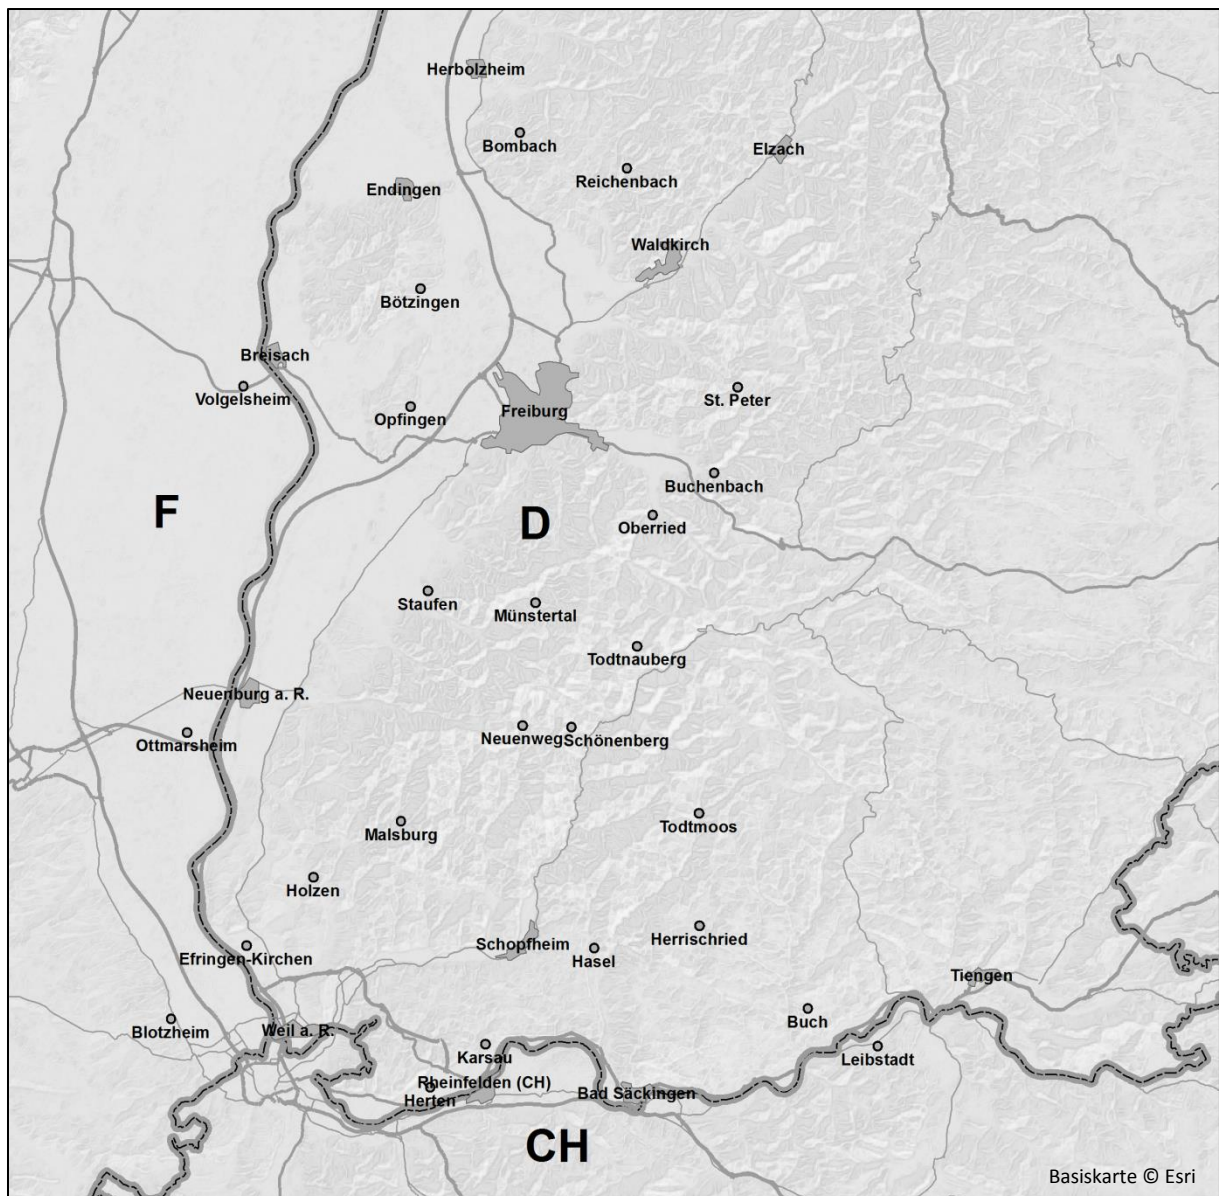 Herbolzheim
Bombach
Elzach
Reichenbach
Endingen
Waldkirch
Bötzingen
Breisach
Volgelsheim
St. Peter
Freiburg
Opfingen
Buchenbach
F
D
Oberried
Staufen
Münstertal
Todtnauberg
Neuenburg a. R.
Neuenweg
Schönenberg
Ottmarsheim
Malsburg
Todtmoos
Holzen
Herrischried
Schopfheim
Efringen-Kirchen
Hasel
Tiengen
Buch
Blotzheim
Weil a. R.
Karsau
Leibstadt
Rheinfelden (CH)
Herten
Bad Säckingen
CH
Basiskarte © Esri